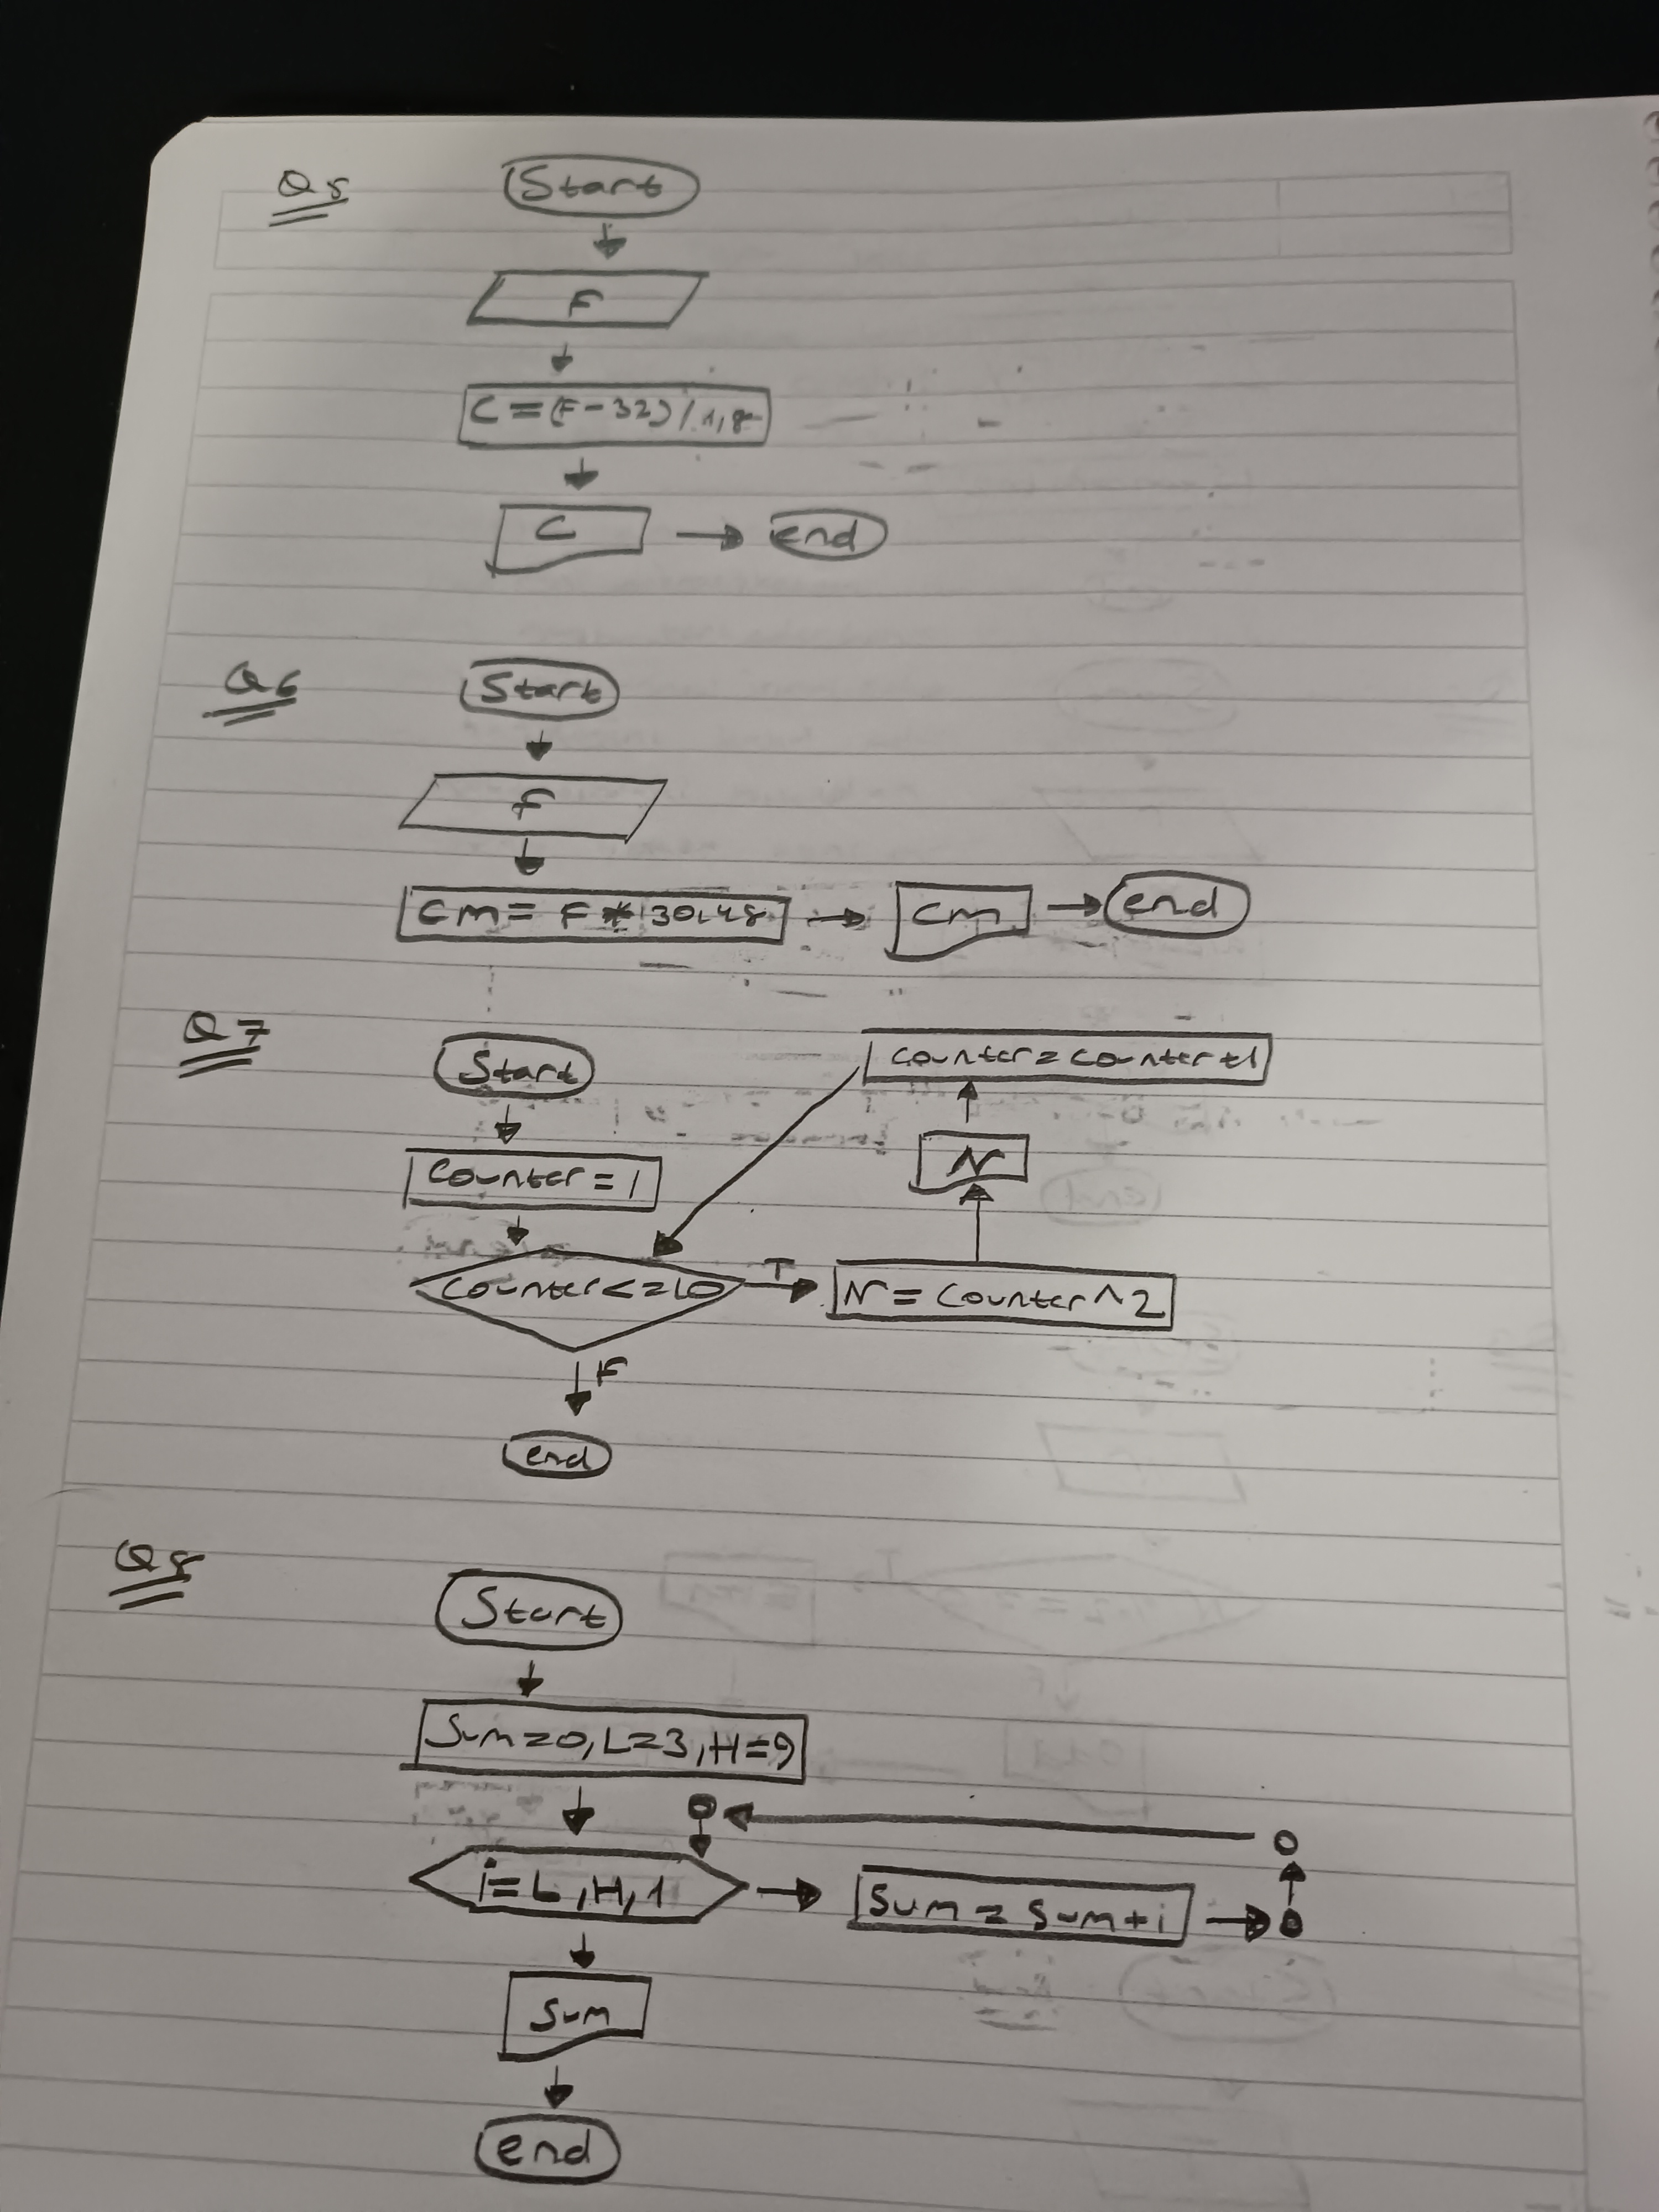 Q5
Start
F
C = (F - 32) / 1,8
C
end
Q6
Start
F
cm = F * 30,48
cm
end
Q7
Start
counter = counter +1
N
Counter = 1
counter <= 10
T
N = Counter ^ 2
F
end
Q8
Start
Sum = 0, L = 3, H = 9
i = L, H, 1
Sum = Sum + i
Sum
end